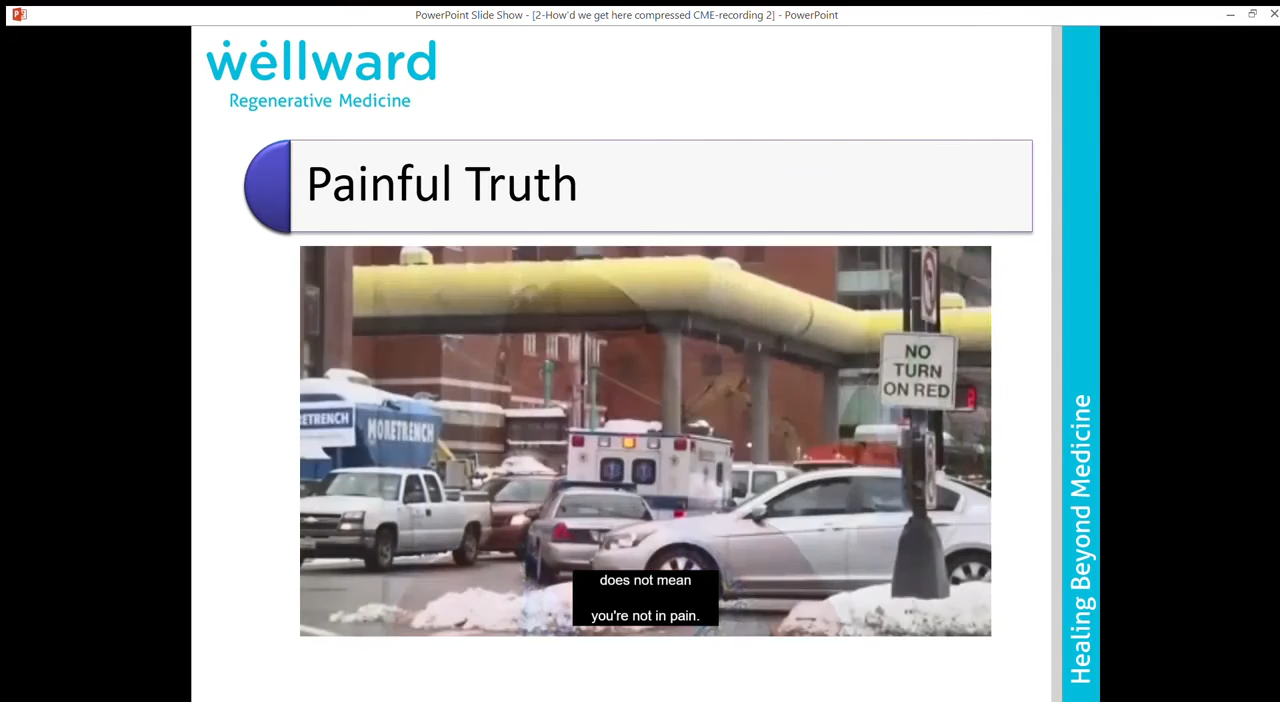 PowerPoint Slide Show - [2-How'd we get here compressed CME-recording 2] - PowerPoint
wellward
Regenerative Medicine
Painful Truth
NO
TURN
ON RED
ETRENCH
MORETRENCH
does not mean
you're not in pain.
Healing Beyond Medicine